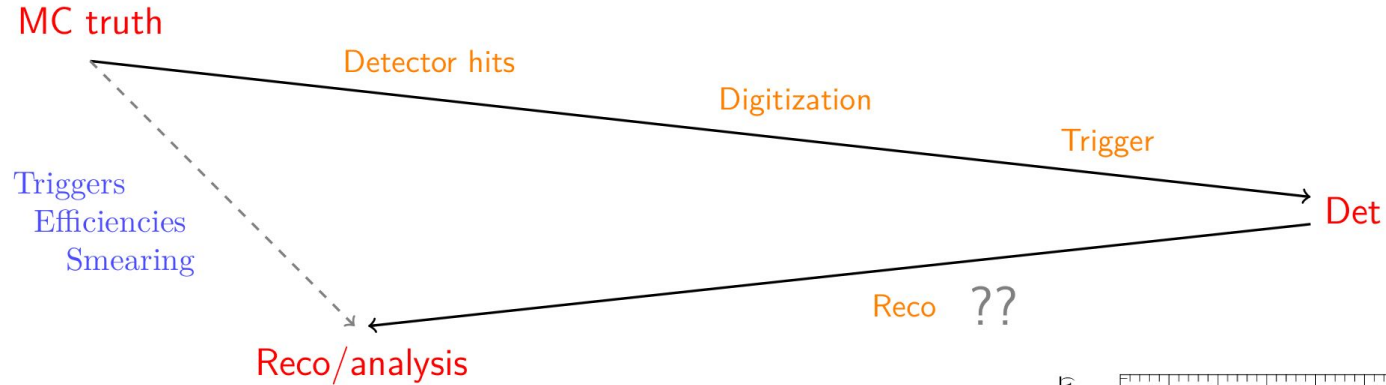 MC truth
Detector hits
Digitization
Trigger
Triggers
Efficiencies
Smearing
Det
Reco ??
Reco/analysis